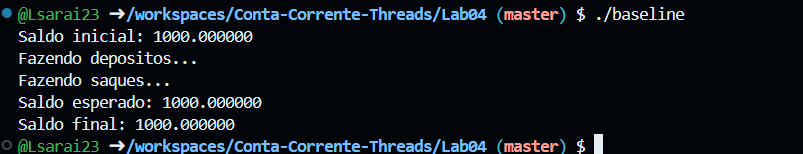 @Lsarai23 ➜/workspaces/Conta-Corrente-Threads/Lab04 (master) $ ./baseline
Saldo inicial: 1000.000000
Fazendo depositos...
Fazendo saques...
Saldo esperado: 1000.000000
Saldo final: 1000.000000
@Lsarai23 ➜/workspaces/Conta-Corrente-Threads/Lab04 (master) $